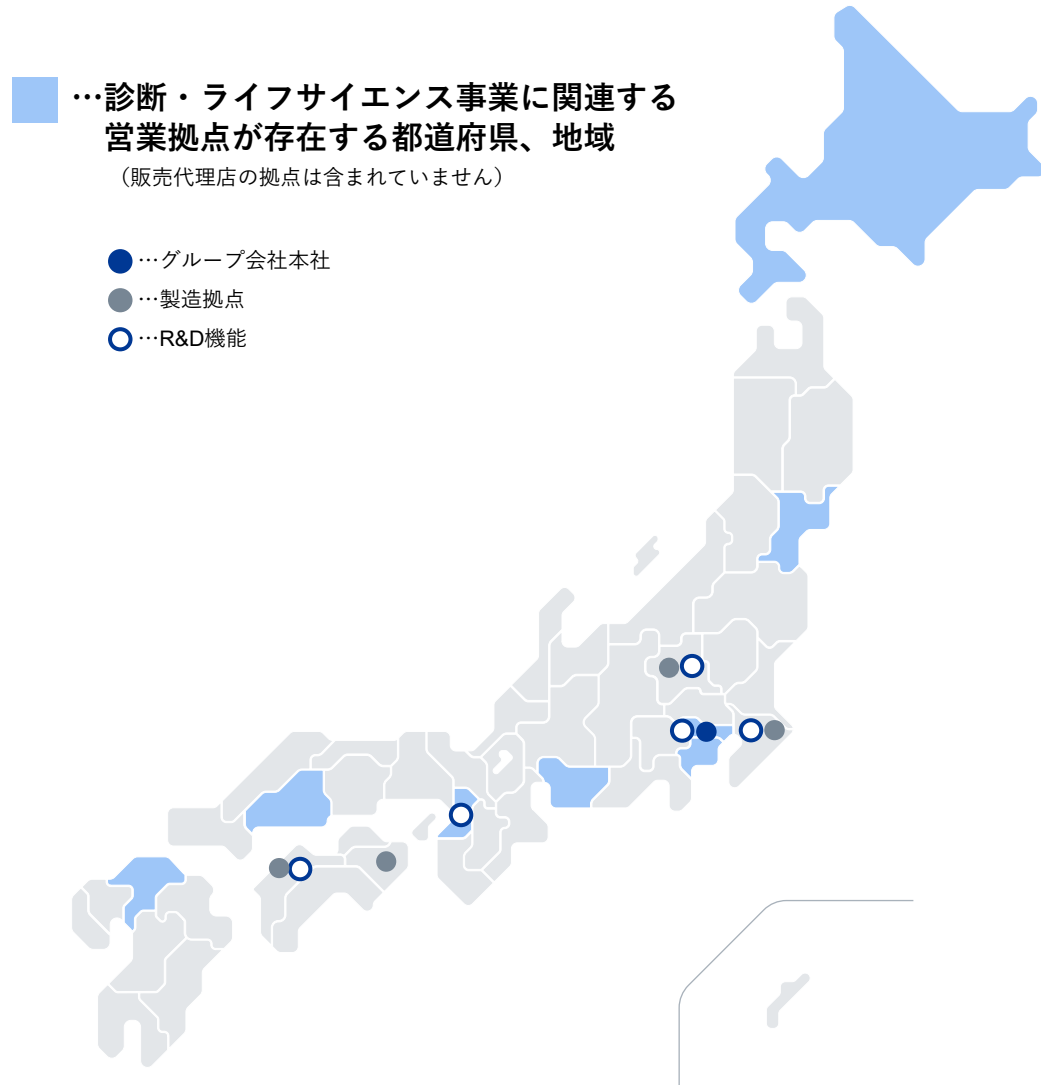 …診断・ライフサイエンス事業に関連する
営業拠点が存在する都道府県、地域
（販売代理店の拠点は含まれていません）
…グループ会社本社
…製造拠点
…R&D機能